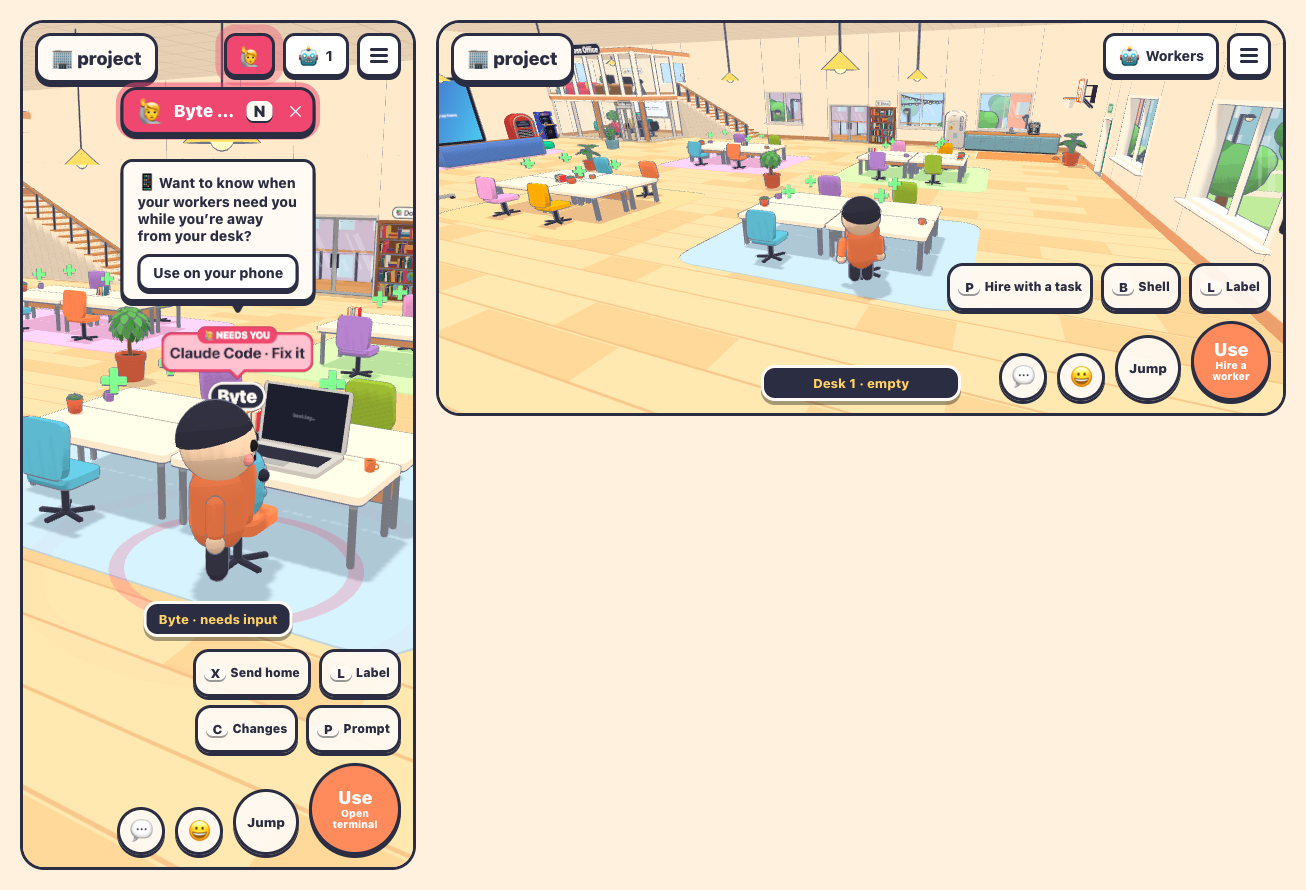 project
1
Byte ... N ×
Want to know when
your workers need you
while you’re away
from your desk?
Use on your phone
NEEDS YOU
Claude Code · Fix it
Byte
Byte · needs input
X Send home
L Label
C Changes
P Prompt
Jump
Use
Open
terminal
project
Workers
P Hire with a task
B Shell
L Label
Desk 1 · empty
Jump
Use
Hire a
worker